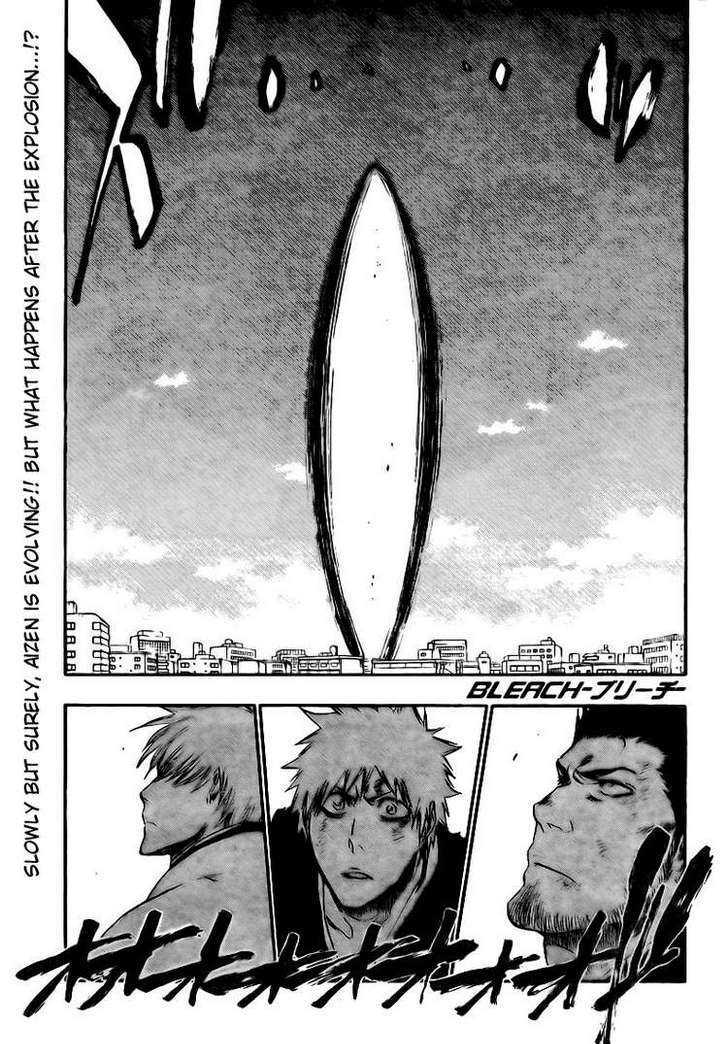 SLOWLY BUT SURELY, AIZEN IS EVOLVING!! BUT WHAT HAPPENS AFTER THE EXPLOSION...!?
BLEACH-ブリーチ-
オオオオオオオ!!